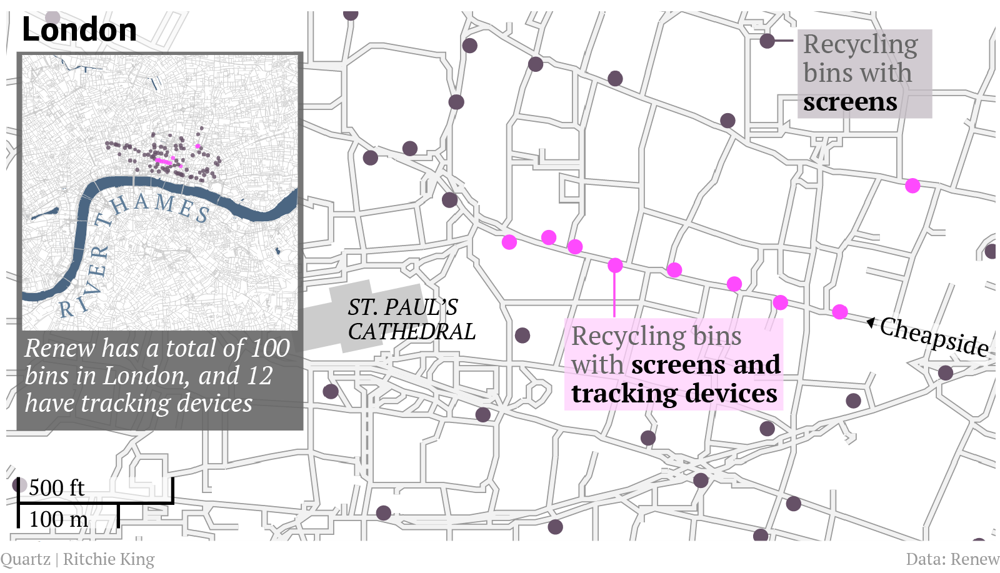 London
RIVER THAMES
Renew has a total of 100
bins in London, and 12
have tracking devices
500 ft
100 m
Recycling
bins with
screens
ST. PAUL'S
CATHEDRAL
Recycling bins
with screens and
tracking devices
Cheapside
Quartz | Ritchie King
Data: Renew